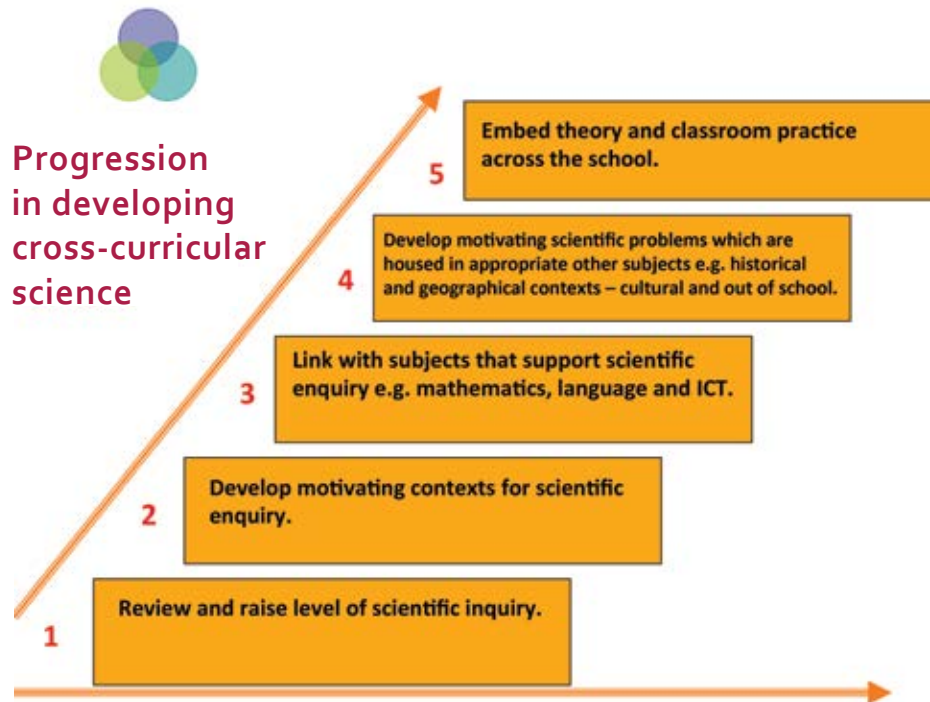 Progression
in developing
cross-curricular
science
5
Embed theory and classroom practice
across the school.
4
Develop motivating scientific problems which are
housed in appropriate other subjects e.g. historical
and geographical contexts – cultural and out of school.
3
Link with subjects that support scientific
enquiry e.g. mathematics, language and ICT.
2
Develop motivating contexts for scientific
enquiry.
1
Review and raise level of scientific inquiry.